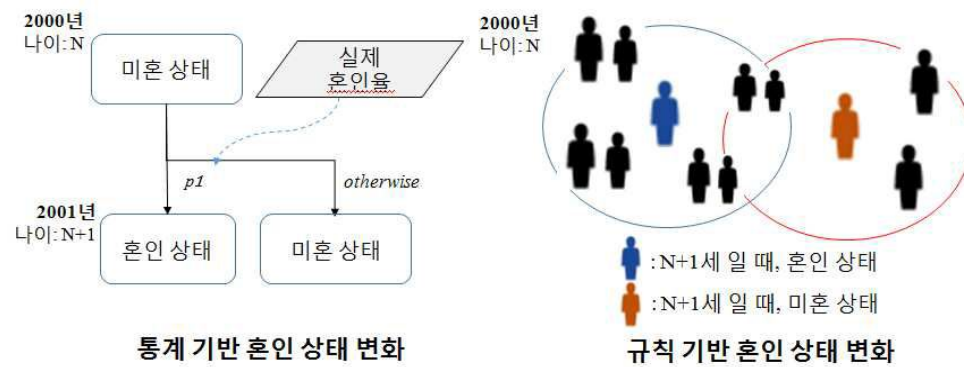 2000년
나이: N
미혼 상태
실제
혼인율
p1
otherwise
2001년
나이: N+1
혼인 상태
미혼 상태
통계 기반 혼인 상태 변화
2000년
나이: N
: N+1세 일 때, 혼인 상태
: N+1세 일 때, 미혼 상태
규칙 기반 혼인 상태 변화